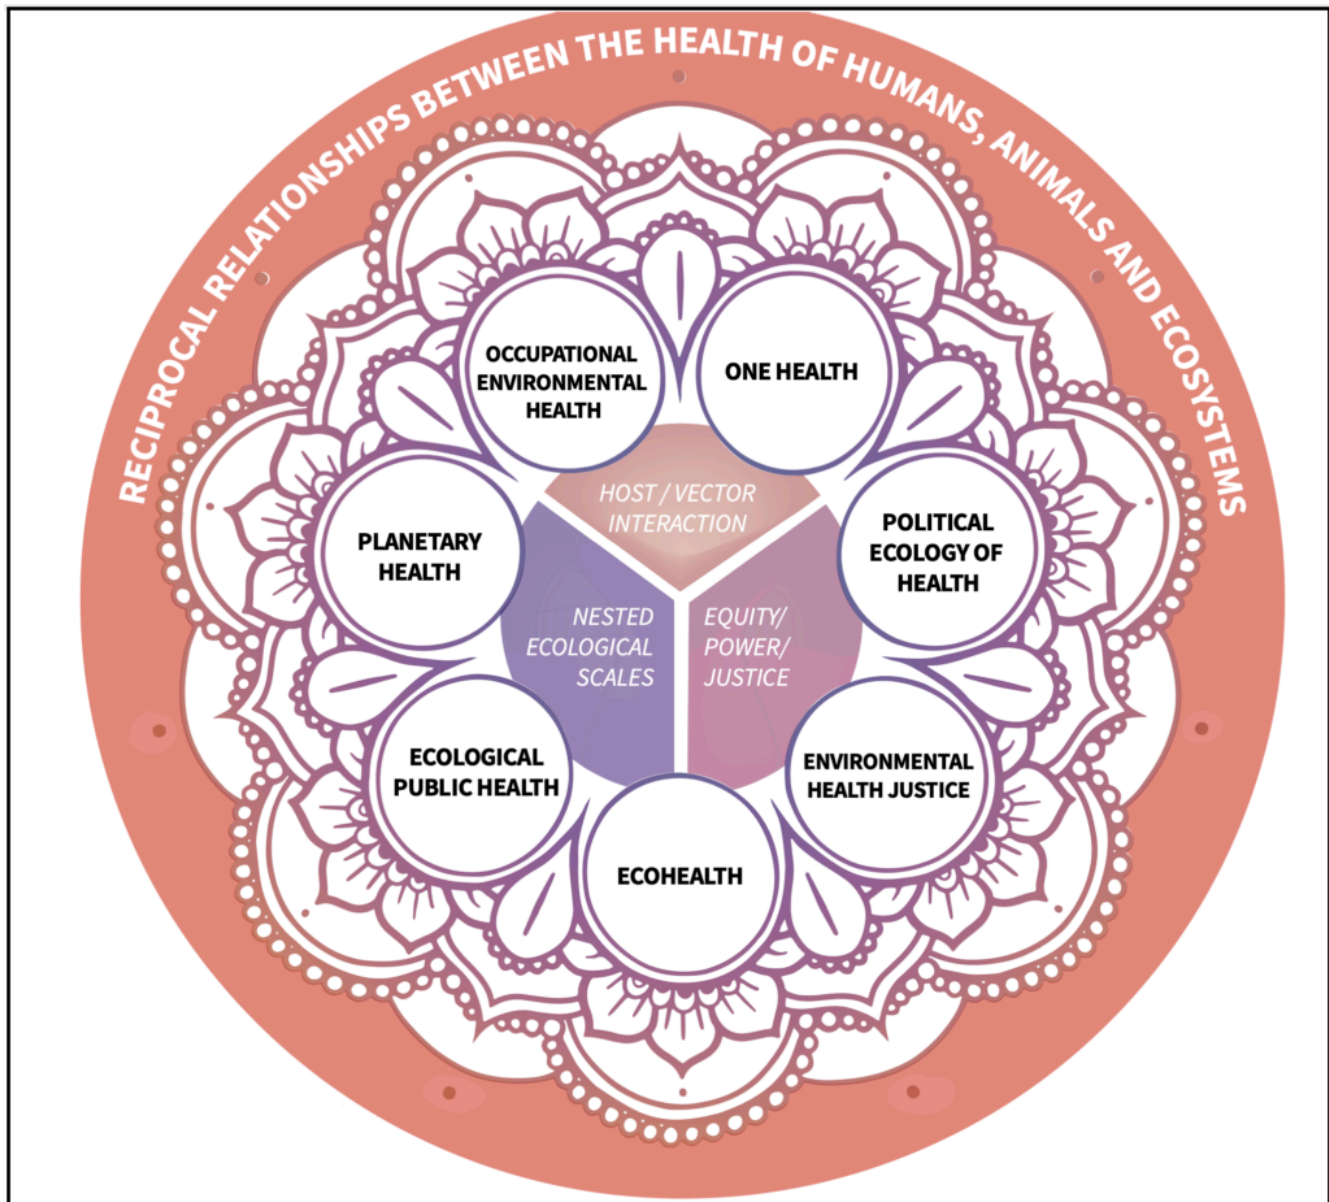 RECIPROCAL RELATIONSHIPS BETWEEN THE HEALTH OF HUMANS, ANIMALS AND ECOSYSTEMS
OCCUPATIONAL
ENVIRONMENTAL
HEALTH
ONE HEALTH
HOST / VECTOR
INTERACTION
PLANETARY
HEALTH
POLITICAL
ECOLOGY OF
HEALTH
NESTED
ECOLOGICAL
SCALES
EQUITY/
POWER/
JUSTICE
ECOLOGICAL
PUBLIC HEALTH
ENVIRONMENTAL
HEALTH JUSTICE
ECOHEALTH